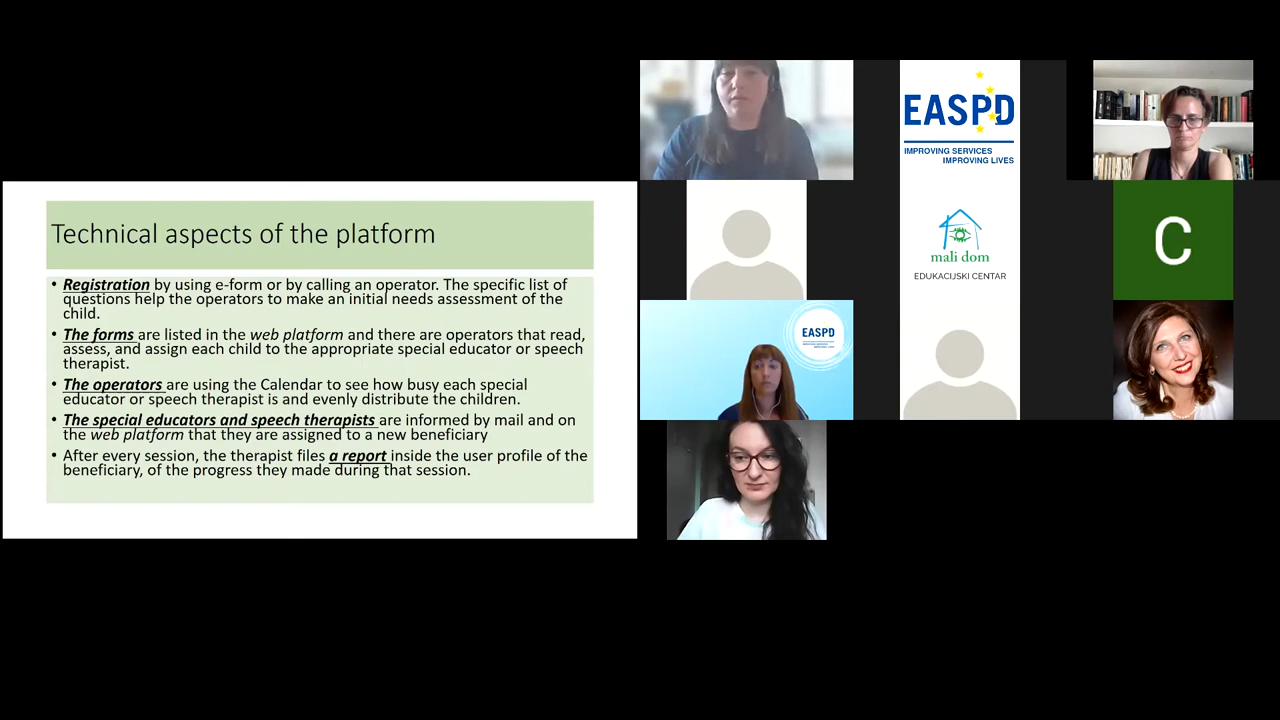 Technical aspects of the platform
• Registration by using e-form or by calling an operator. The specific list of
questions help the operators to make an initial needs assessment of the
child.
• The forms are listed in the web platform and there are operators that read,
assess, and assign each child to the appropriate special educator or speech
therapist.
• The operators are using the Calendar to see how busy each special
educator or speech therapist is and evenly distribute the children.
• The special educators and speech therapists are informed by mail and on
the web platform that they are assigned to a new beneficiary
• After every session, the therapist files a report inside the user profile of the
beneficiary, of the progress they made during that session.
EASPD
IMPROVING SERVICES
IMPROVING LIVES
mali dom
EDUKACIJSKI CENTAR
C
EASPD